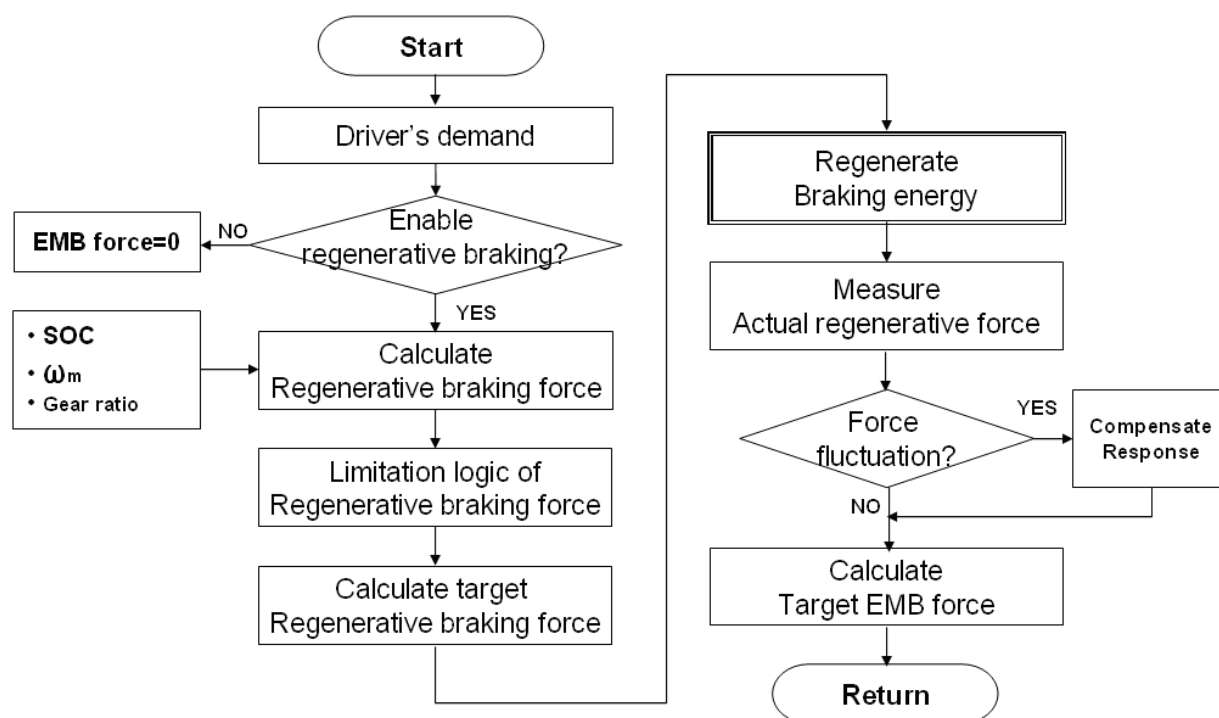 Start
Driver's demand
Enable
regenerative braking?
NO
EMB force=0
YES
• SOC
• ωm
• Gear ratio
Calculate
Regenerative braking force
Limitation logic of
Regenerative braking force
Calculate target
Regenerative braking force
Regenerate
Braking energy
Measure
Actual regenerative force
Force
fluctuation?
YES
Compensate
Response
NO
Calculate
Target EMB force
Return